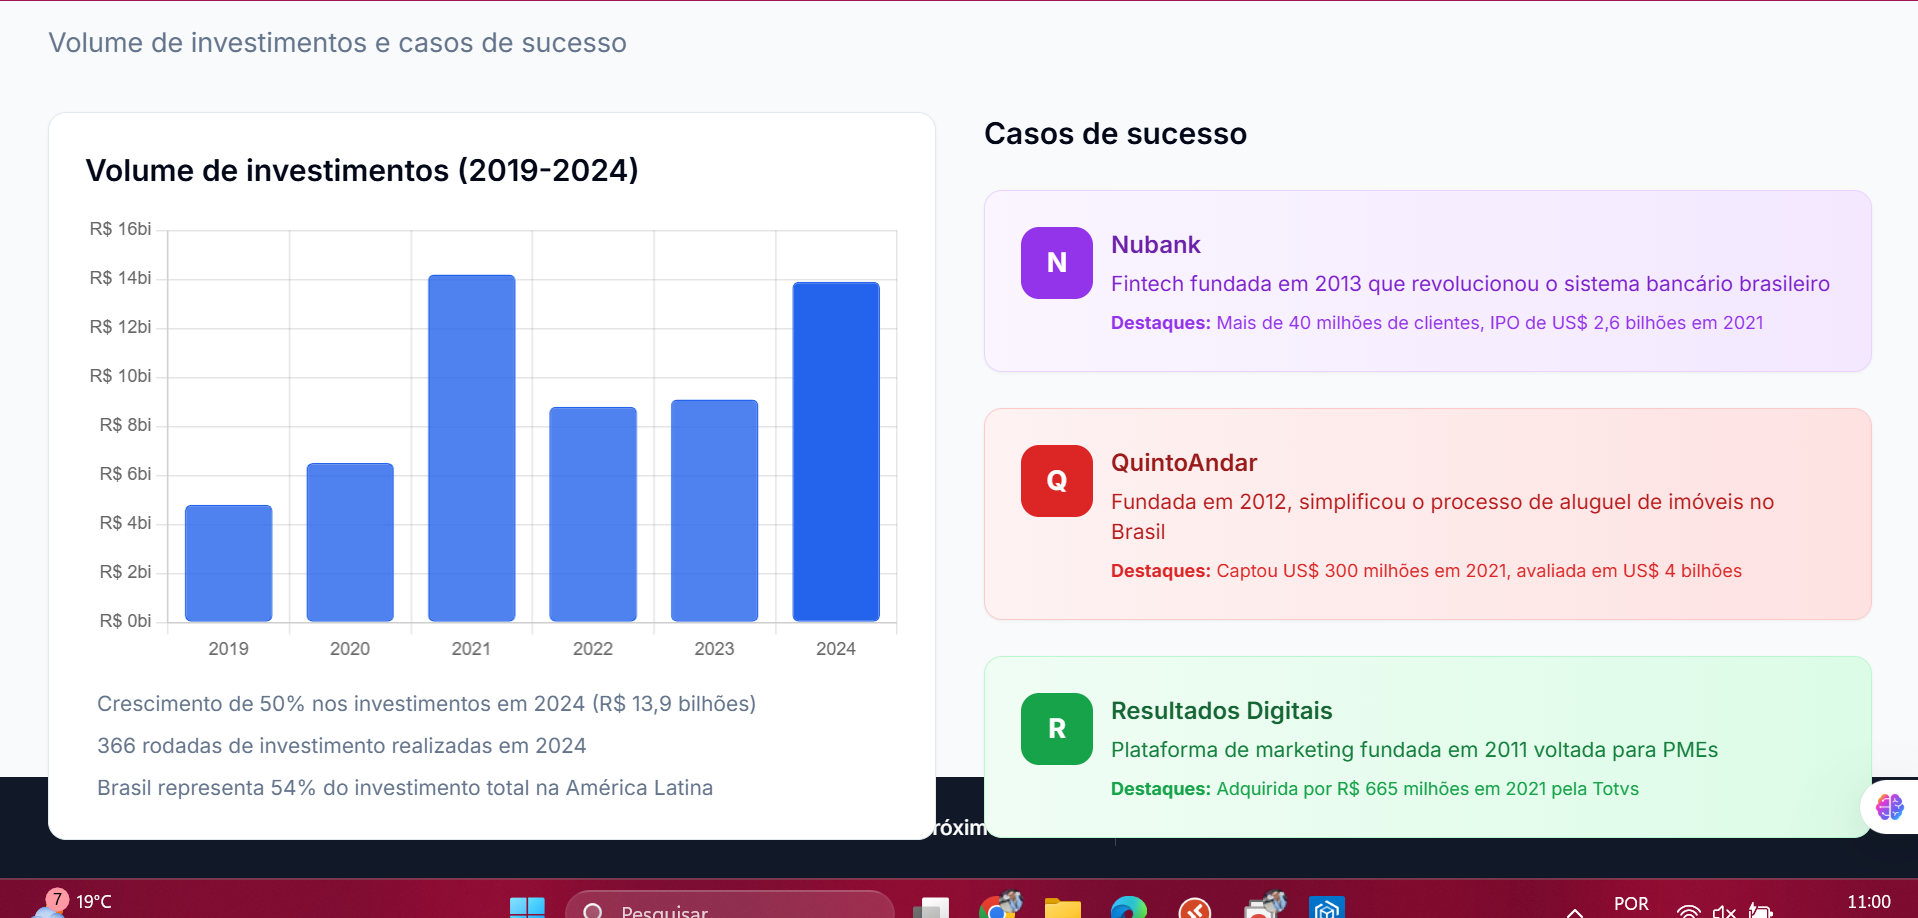 Volume de investimentos e casos de sucesso
Volume de investimentos (2019-2024)
R$ 16bi
R$ 14bi
R$ 12bi
R$ 10bi
R$ 8bi
R$ 6bi
R$ 4bi
R$ 2bi
R$ 0bi
2019 2020 2021 2022 2023 2024
Crescimento de 50% nos investimentos em 2024 (R$ 13,9 bilhões)
366 rodadas de investimento realizadas em 2024
Brasil representa 54% do investimento total na América Latina
Casos de sucesso
N
Nubank
Fintech fundada em 2013 que revolucionou o sistema bancário brasileiro
Destaques: Mais de 40 milhões de clientes, IPO de US$ 2,6 bilhões em 2021
Q
QuintoAndar
Fundada em 2012, simplificou o processo de aluguel de imóveis no
Brasil
Destaques: Captou US$ 300 milhões em 2021, avaliada em US$ 4 bilhões
R
Resultados Digitais
Plataforma de marketing fundada em 2011 voltada para PMEs
Destaques: Adquirida por R$ 665 milhões em 2021 pela Totvs
róxim
7
19°C
Pesquisar
POR
11:00